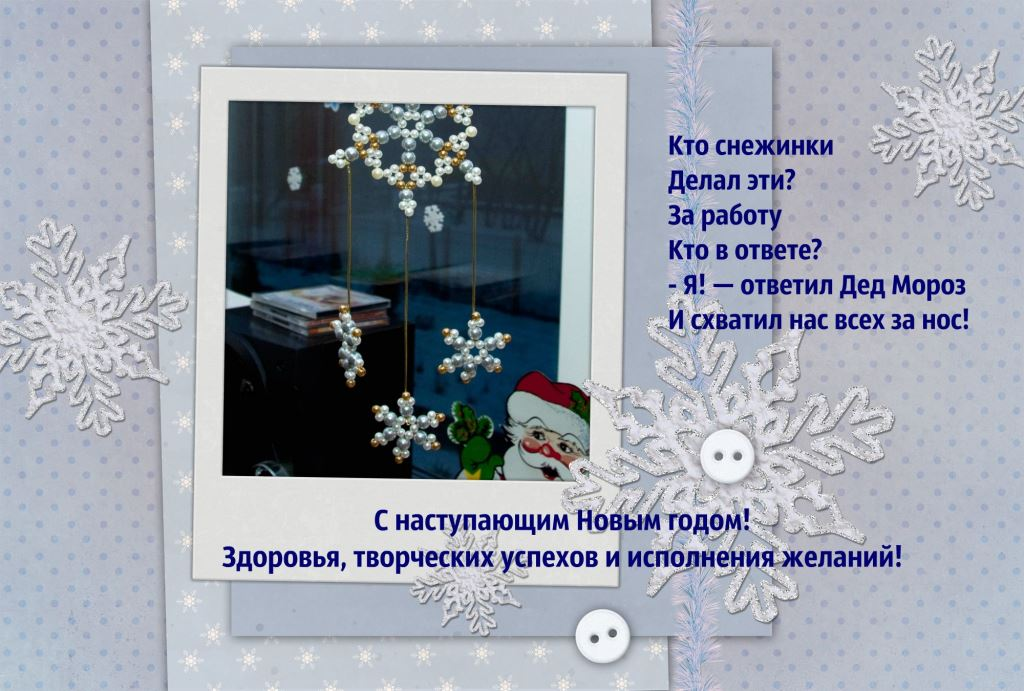 Кто снежинки
Делал эти?
За работу
Кто в ответе?
- Я! — ответил Дед Мороз
И схватил нас всех за нос!
С наступающим Новым годом!
Здоровья, творческих успехов и исполнения желаний!